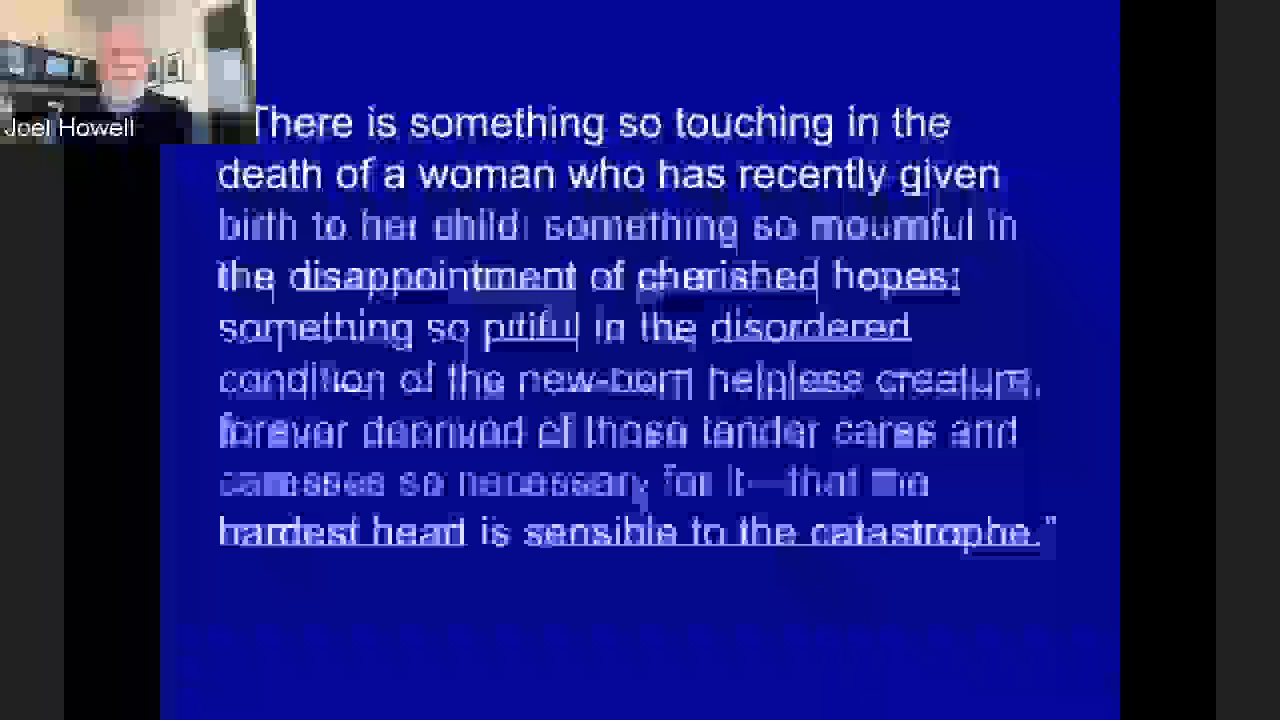 Joel Howell
There is something so touching in the
death of a woman who has recently given
birth to her child; something so mournful in
the disappointment of cherished hopes;
something so pitiful in the disordered
condition of the new-born helpless creature,
forever deprived of those tender cares and
caresses so necessary for it—that the
hardest heart is sensible to the catastrophe."